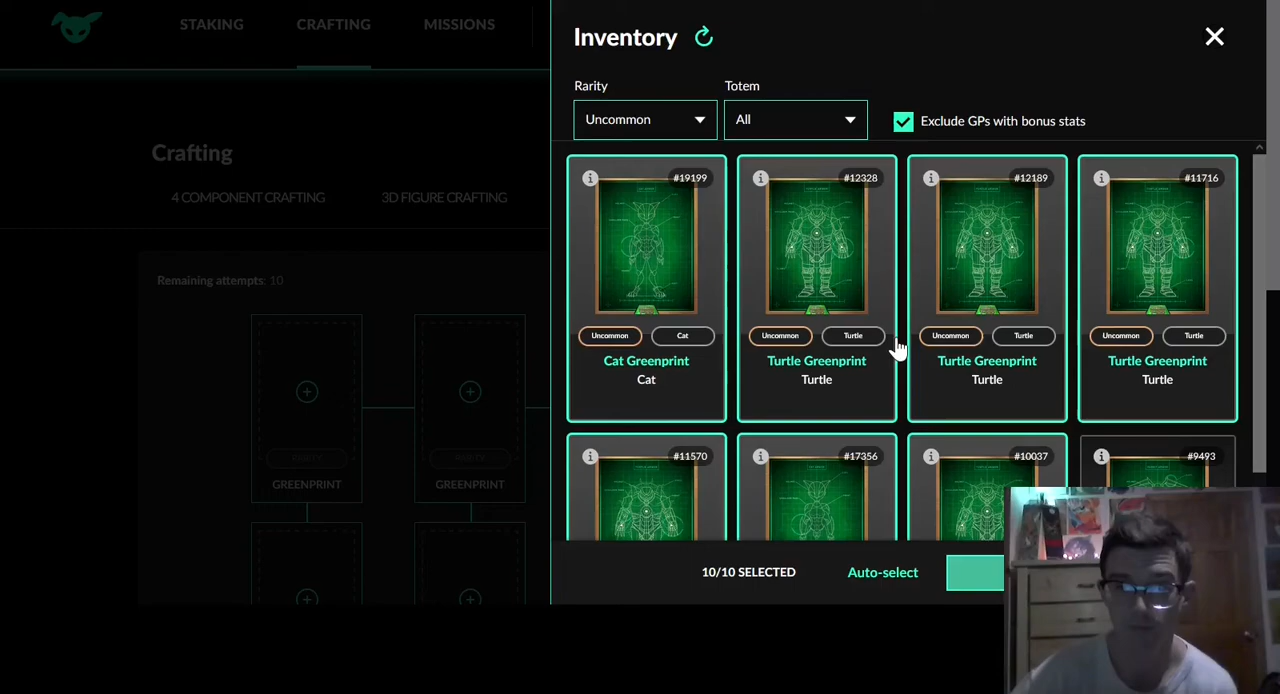 STAKING CRAFTING MISSIONS
Inventory
Rarity Totem
Uncommon All Exclude GPs with bonus stats
Crafting
4 COMPONENT CRAFTING 3D FIGURE CRAFTING
Remaining attempts: 10
RARITY RARITY
GREENPRINT GREENPRINT
#19199 #12328 #12189 #11716
Uncommon Cat Uncommon Turtle Uncommon Turtle Uncommon Turtle
Cat Greenprint Turtle Greenprint Turtle Greenprint Turtle Greenprint
Cat Turtle Turtle Turtle
#11570 #17356 #10037 #9493
10/10 SELECTED Auto-select